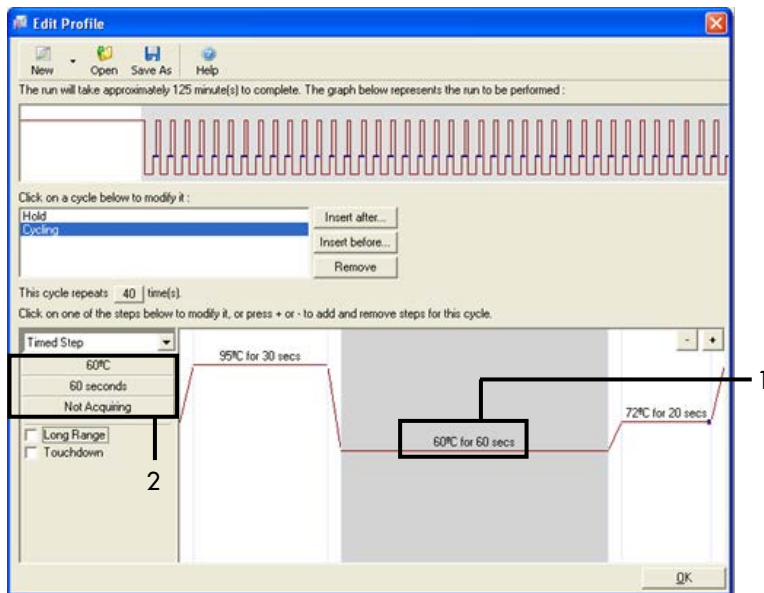 Edit Profile
New Open Save As Help
The run will take approximately 125 minute(s) to complete. The graph below represents the run to be performed :
Click on a cycle below to modify it :
Hold
Cycling
Insert after...
Insert before...
Remove
This cycle repeats 40 time(s).
Click on one of the steps below to modify it, or press + or - to add and remove steps for this cycle.
Timed Step
60ºC
60 seconds
Not Acquiring
Long Range
Touchdown
2
95ºC for 30 secs
60ºC for 60 secs
72ºC for 20 secs
- +
1
OK